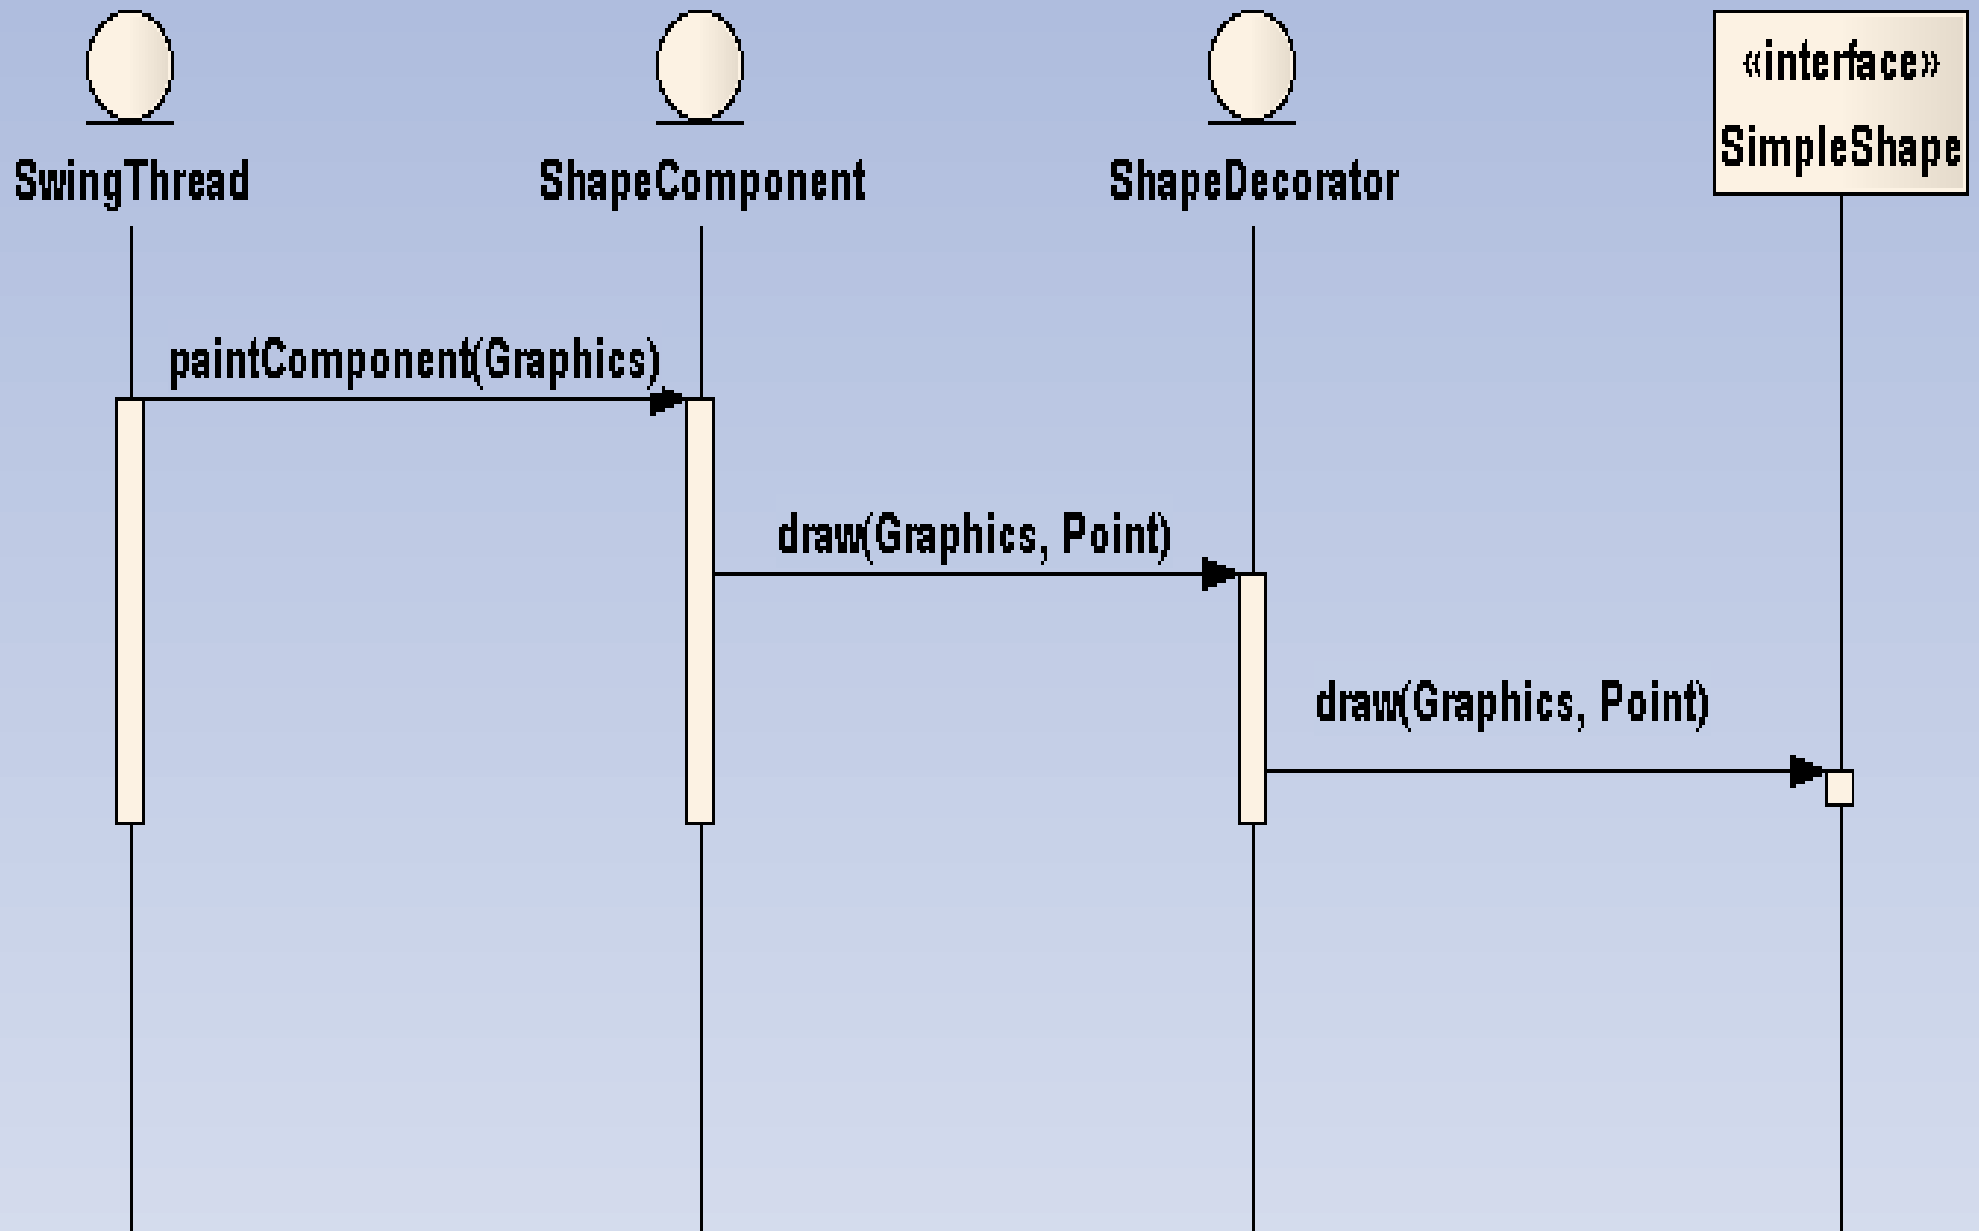 «interface»
SimpleShape
SwingThread
ShapeComponent
ShapeDecorator
paintComponent(Graphics)
draw(Graphics, Point)
draw(Graphics, Point)